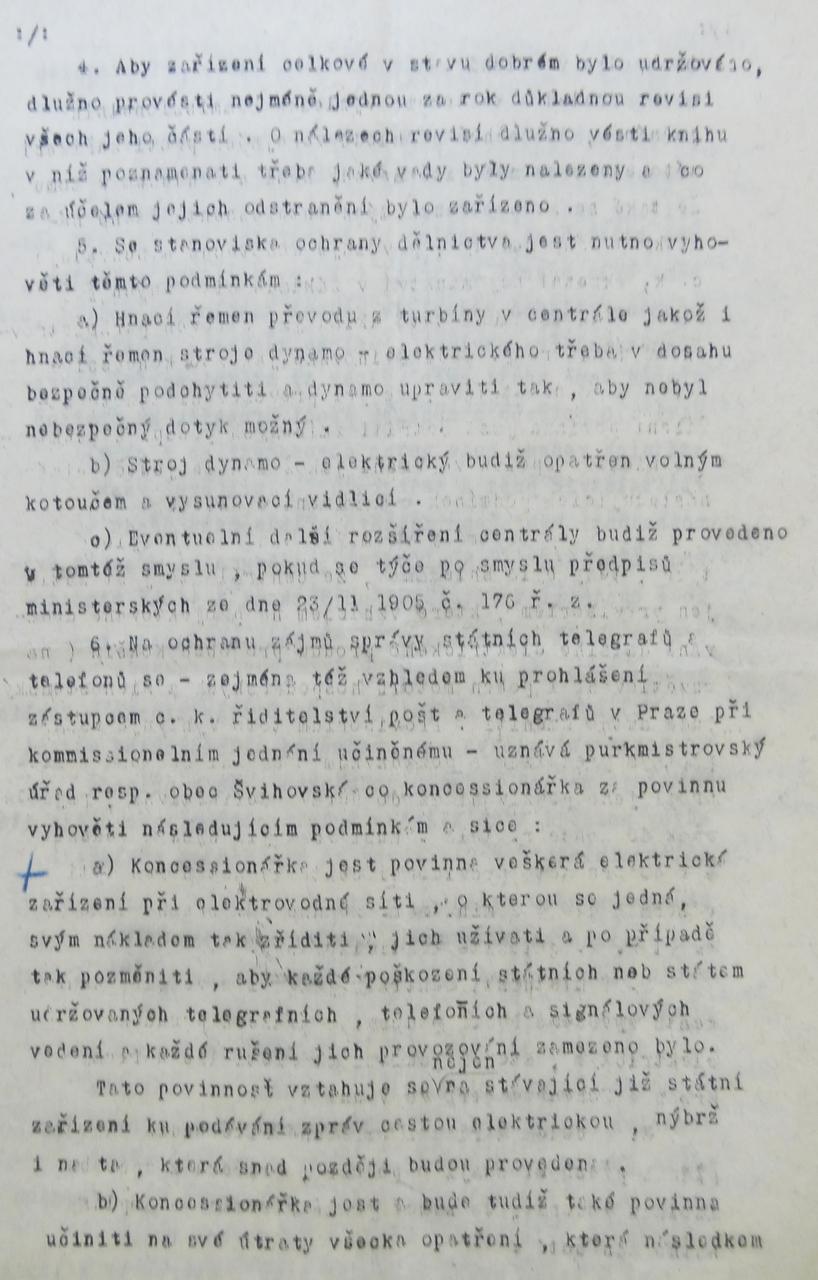 :/:
4. Aby zařízení celkové v stavu dobrém bylo udržováno,
dlužno provásti nejméně jednou za rok důkladnou revisi
všech jeho částí . O nálezech revisí dlužno vésti knihu
v níž poznamenati třeba jaké vady byly nalezeny a co
za účelem jejich odstranění bylo zařízeno .
5. Se stanoviska ochrany dělnictva jest nutno vyho-
věti těmto podmínkám :
a) Hnací řemen převodu z turbiny v centrále jakož i
hnací řemen stroje dynamo - elektrického třeba v dosahu
bezpečně podchytiti a dynamo upraviti tak , aby nebyl
nebezpečný dotyk možný .
b) Stroj dynamo - elektrický budiž opatřen volným
kotoučem a vysunovací vidlicí .
c) Eventuelní další rozšíření centrály budiž provedeno
v tomtéž smyslu , pokud se týče po smyslu předpisů
ministerských ze dne 23/11 1905 č. 176 ř. z.
6. Na ochranu zájmů správy státních telegrafů a
telefonů se - zejména též vzhledem ku prohlášení
zástupcem c. k. ředitelství pošt a telegrafů v Praze při
kommissionelním jednání učiněnému - uznává purkmistrovský
úřad resp. obec Švihovská co koncessionářka za povinnu
vyhověti následujícím podmínkám a sice :
a) Koncessionářka jest povinna veškerá elektrická
zařízení při elektrovodné síti , o kterou se jedná,
svým nákladem tak zříditi , jich užívati a po případě
tak pozměniti , aby každé poškození státních neb státem
udržovaných telegrafních , telefonních a signálových
vedení a každé rušení jich provozování zamezeno bylo.
nejen
Tato povinnost vztahuje se na stávající již státní
zařízení ku podávání zpráv cestou elektrickou , nýbrž
i na ta , která snad později budou provedena .
b) Koncessionářka jest a bude tudíž také povinna
učiniti na své útraty všecka opatření , která následkem